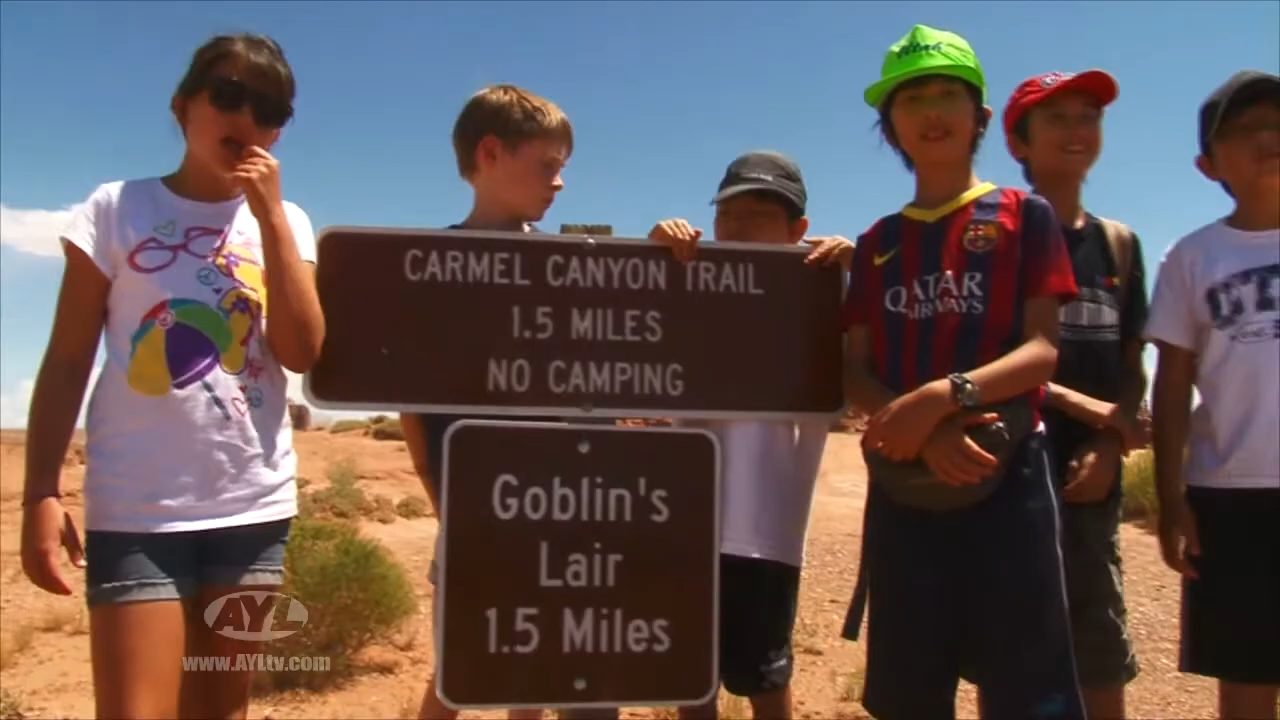 Utah
CARMEL CANYON TRAIL
1.5 MILES
NO CAMPING
QATAR
AIRWAYS
Goblin's
Lair
1.5 Miles
AYL
www.AYLtv.com